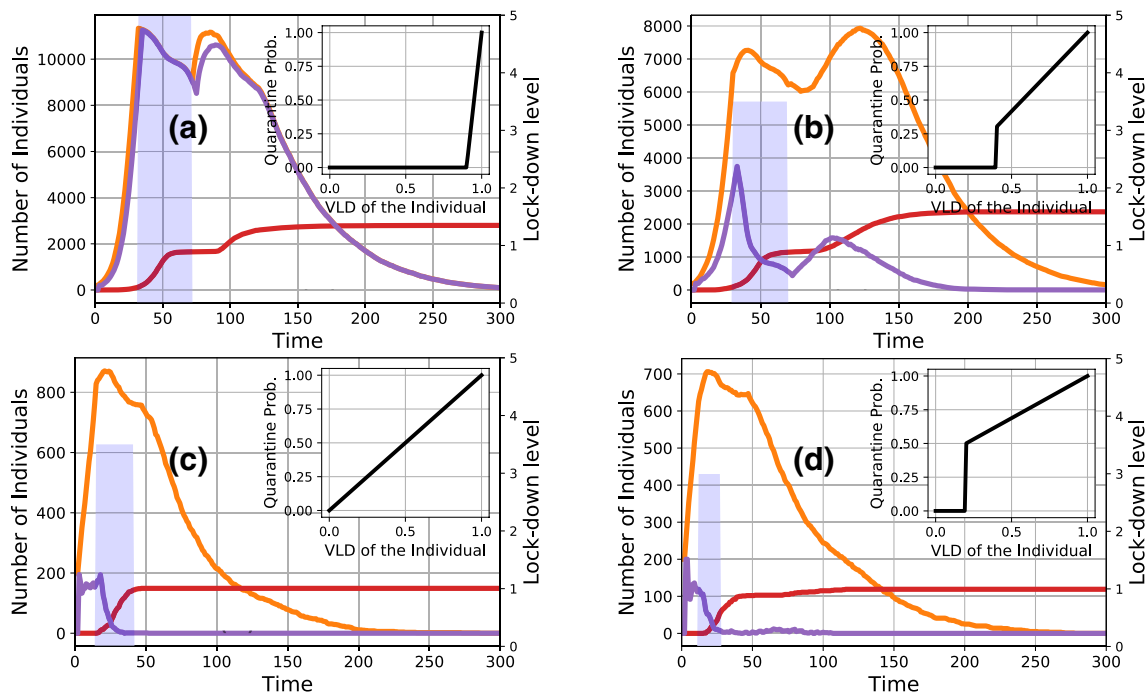 10000
8000
6000
4000
2000
0
Number of Individuals
0 50 100 150 200 250 300
Time
5
4
3
2
1
0
Lock-down level
(a)
1.00
0.75
0.50
0.25
0.00
Quarantine Prob.
0.0 0.5 1.0
VLD of the Individual
8000
7000
6000
5000
4000
3000
2000
1000
0
Number of Individuals
0 50 100 150 200 250 300
Time
5
4
3
2
1
0
Lock-down level
(b)
1.00
0.75
0.50
0.25
0.00
Quarantine Prob.
0.0 0.5 1.0
VLD of the Individual
800
600
400
200
0
Number of Individuals
0 50 100 150 200 250 300
Time
5
4
3
2
1
0
Lock-down level
(c)
1.00
0.75
0.50
0.25
0.00
Quarantine Prob.
0.0 0.5 1.0
VLD of the Individual
700
600
500
400
300
200
100
0
Number of Individuals
0 50 100 150 200 250 300
Time
5
4
3
2
1
0
Lock-down level
(d)
1.00
0.75
0.50
0.25
0.00
Quarantine Prob.
0.0 0.5 1.0
VLD of the Individual